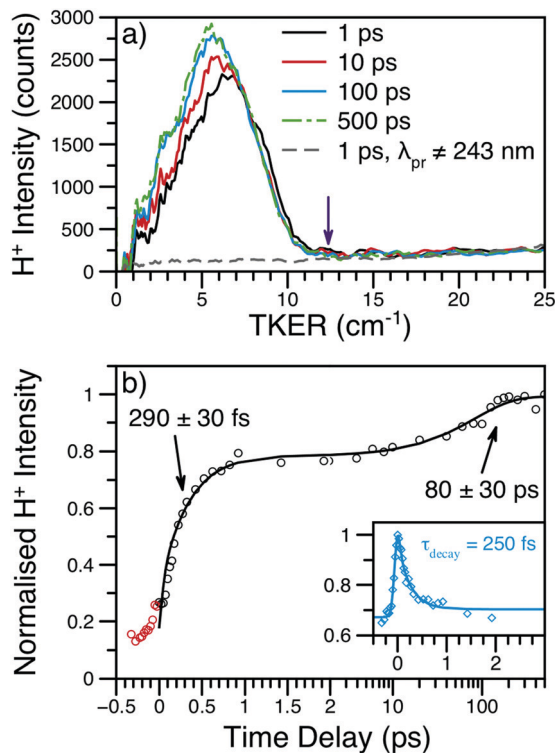 a)
3000
2500
2000
1500
1000
500
0
H⁺ Intensity (counts)
1 ps
10 ps
100 ps
500 ps
1 ps, λpr ≠ 243 nm
0 5 10 15 20 25
TKER (cm⁻¹)
b)
1
0.8
0.6
0.4
0.2
0
Normalised H⁺ Intensity
290 ± 30 fs
80 ± 30 ps
τdecay = 250 fs
1
0.9
0.8
0.7
0.6
0 1 2
-0.5 0 0.5 1 1.5 2 10 100
Time Delay (ps)